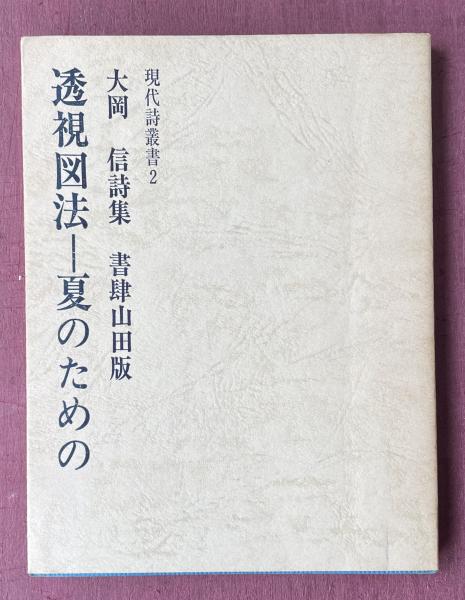 現代詩叢書2
大岡 信詩集 書肆山田版
透視図法―夏のための